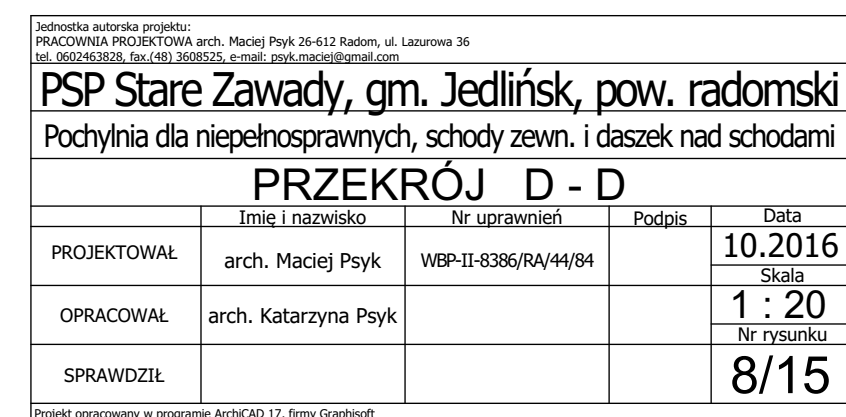 Jednostka autorska projektu:
PRACOWNIA PROJEKTOWA arch. Maciej Psyk 26-612 Radom, ul. Lazurowa 36
tel. 0602463828, fax.(48) 3608525, e-mail: psyk.maciej@gmail.com
PSP Stare Zawady, gm. Jedlińsk, pow. radomski
Pochylnia dla niepełnosprawnych, schody zewn. i daszek nad schodami
PRZEKRÓJ D - D
Imię i nazwisko Nr uprawnień Podpis Data
PROJEKTOWAŁ arch. Maciej Psyk WBP-II-8386/RA/44/84 10.2016
Skala
OPRACOWAŁ arch. Katarzyna Psyk 1 : 20
Nr rysunku
SPRAWDZIŁ 8/15
Projekt opracowany w programie ArchiCAD 17, firmy Graphisoft